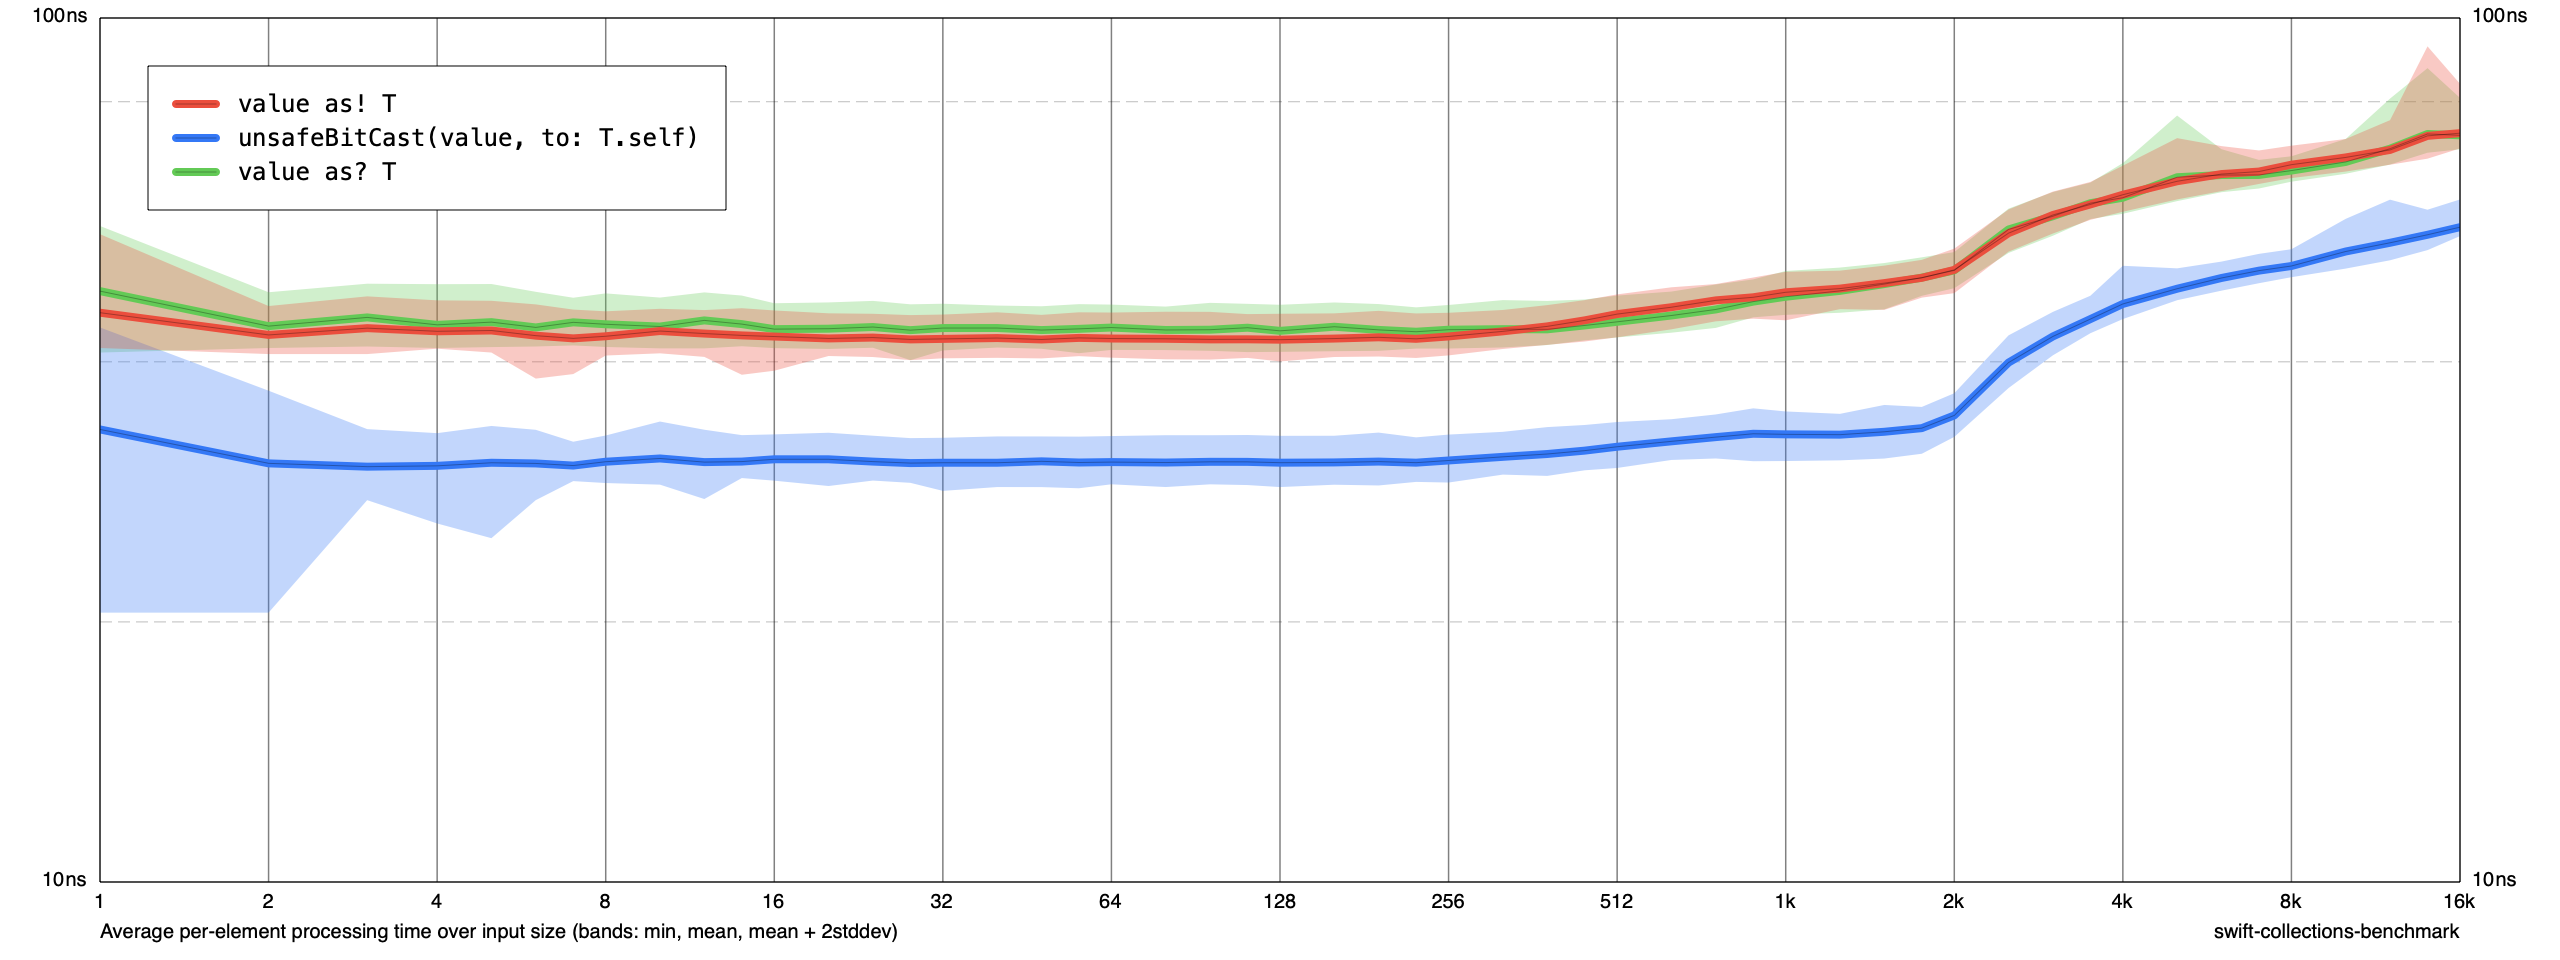 100ns
100ns
value as! T
unsafeBitCast(value, to: T.self)
value as? T
10ns
10ns
1 2 4 8 16 32 64 128 256 512 1k 2k 4k 8k 16k
Average per-element processing time over input size (bands: min, mean, mean + 2stddev)
swift-collections-benchmark